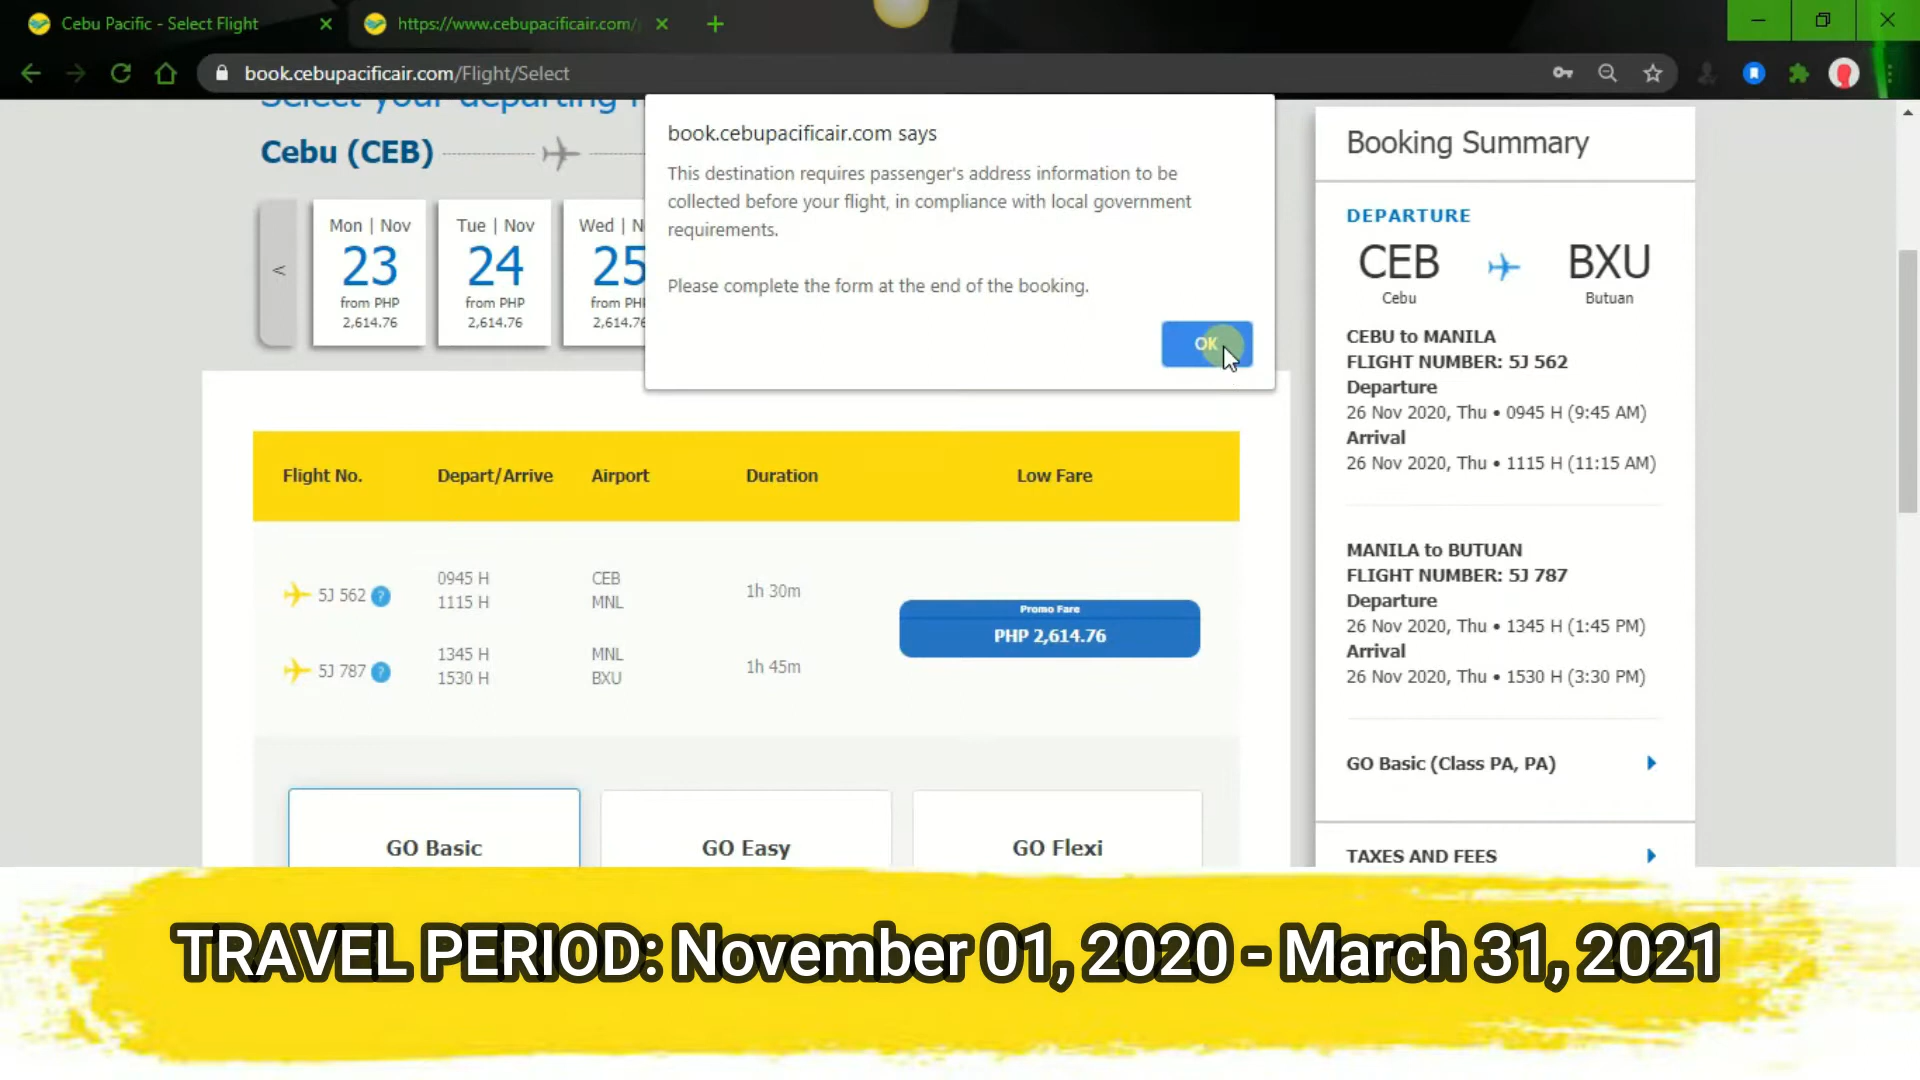 Cebu Pacific - Select Flight
https://www.cebupacificair.com/
book.cebupacificair.com/Flight/Select
Select your departing
Cebu (CEB)
<
Mon | Nov
23
from PHP
2,614.76
Tue | Nov
24
from PHP
2,614.76
Wed | N
25
from PH
2,614.76
book.cebupacificair.com says
This destination requires passenger's address information to be
collected before your flight, in compliance with local government
requirements.
Please complete the form at the end of the booking.
OK
Flight No.
Depart/Arrive
Airport
Duration
Low Fare
5J 562 ?
0945 H
1115 H
CEB
MNL
1h 30m
5J 787 ?
1345 H
1530 H
MNL
BXU
1h 45m
Promo Fare
PHP 2,614.76
GO Basic
GO Easy
GO Flexi
Booking Summary
DEPARTURE
CEB
Cebu
BXU
Butuan
CEBU to MANILA
FLIGHT NUMBER: 5J 562
Departure
26 Nov 2020, Thu • 0945 H (9:45 AM)
Arrival
26 Nov 2020, Thu • 1115 H (11:15 AM)
MANILA to BUTUAN
FLIGHT NUMBER: 5J 787
Departure
26 Nov 2020, Thu • 1345 H (1:45 PM)
Arrival
26 Nov 2020, Thu • 1530 H (3:30 PM)
GO Basic (Class PA, PA)
TAXES AND FEES
TRAVEL PERIOD: November 01, 2020 - March 31, 2021